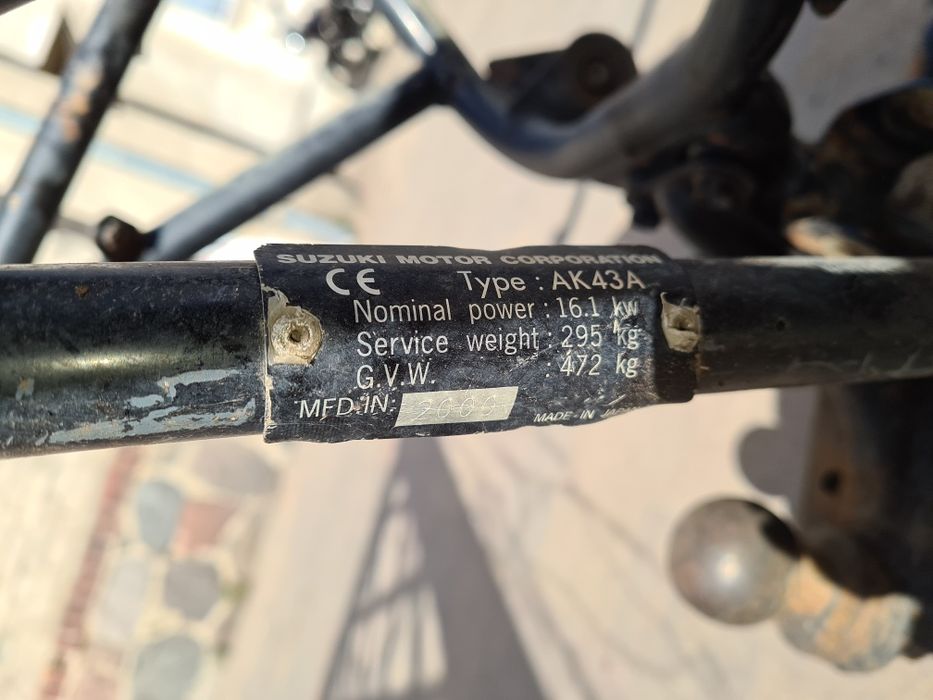 SUZUKI MOTOR CORPORATION
CE Type : AK43A
Nominal power : 16.1 kw
Service weight : 295 kg
G.V.W. : 472 kg
MFD.IN: 2000
MADE IN